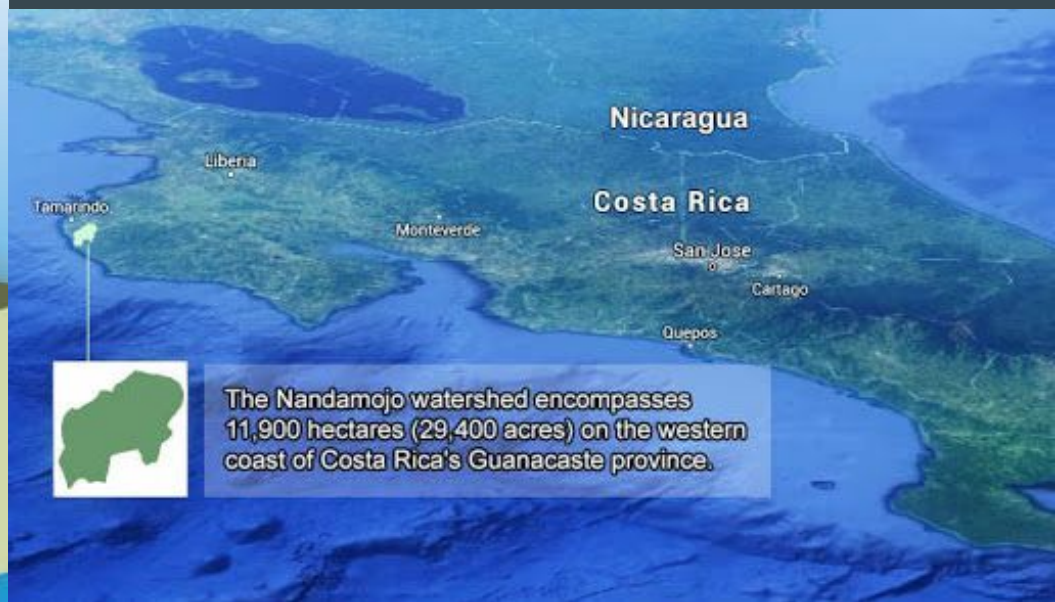 Nicaragua
Liberia
Costa Rica
Tamarindo
Monteverde
San Jose
Cartago
Quepos
The Nandamojo watershed encompasses
11,900 hectares (29,400 acres) on the western
coast of Costa Rica's Guanacaste province.